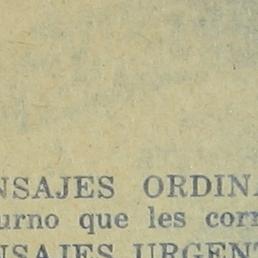 NSAJES ORDINA
urno que les corr
NSAJES URGENT